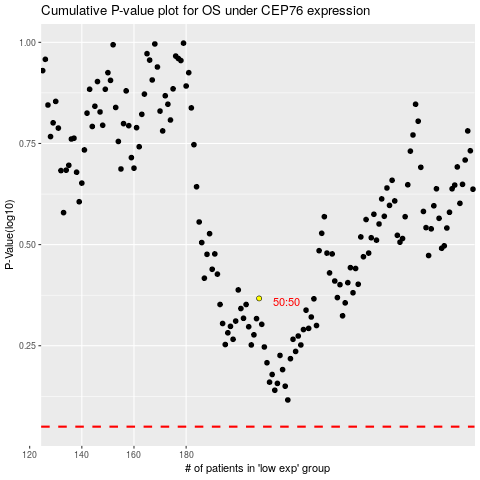 Cumulative P-value plot for OS under CEP76 expression
P-Value(log10)
1.00
0.75
0.50
0.25
50:50
120 140 160 180
# of patients in 'low exp' group